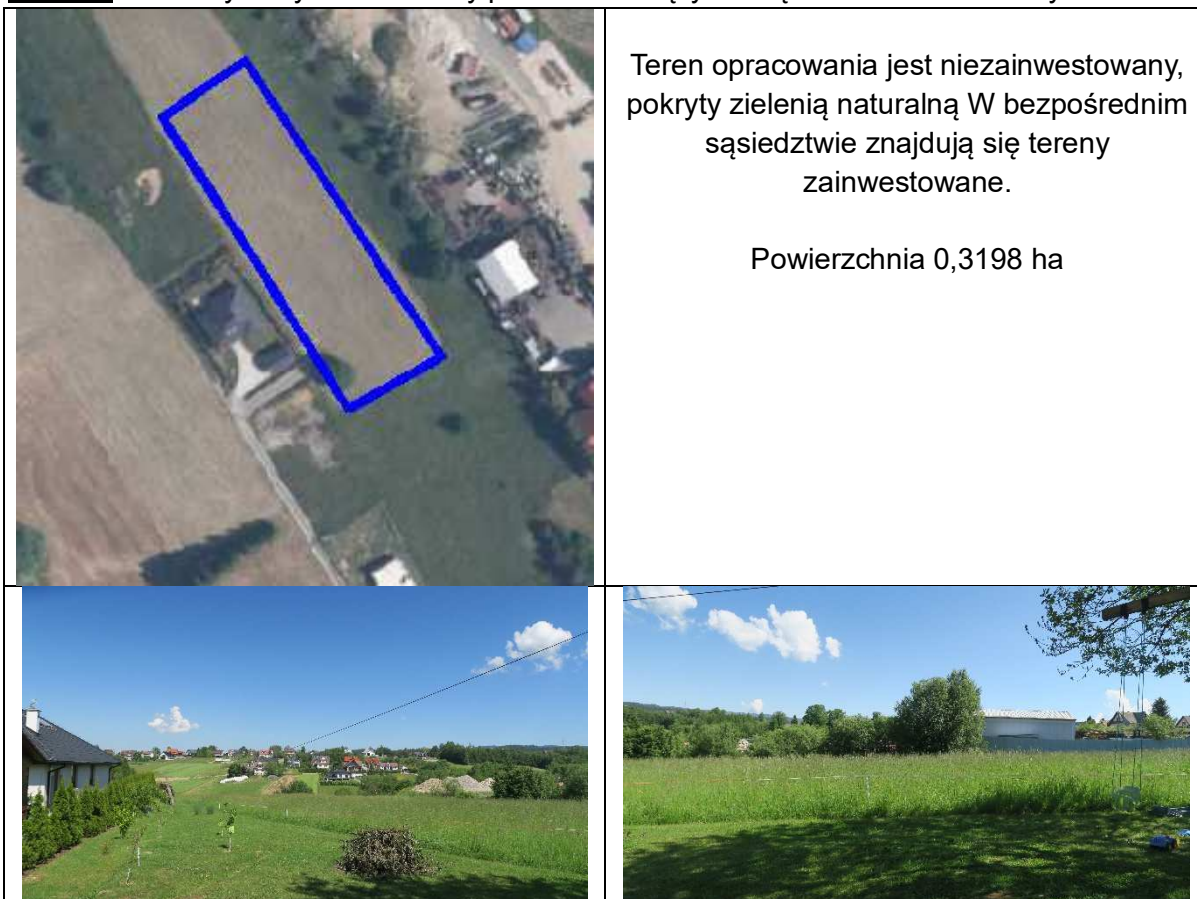 Teren opracowania jest niezainwestowany,
pokryty zielenią naturalną W bezpośrednim
sąsiedztwie znajdują się tereny
zainwestowane.
Powierzchnia 0,3198 ha